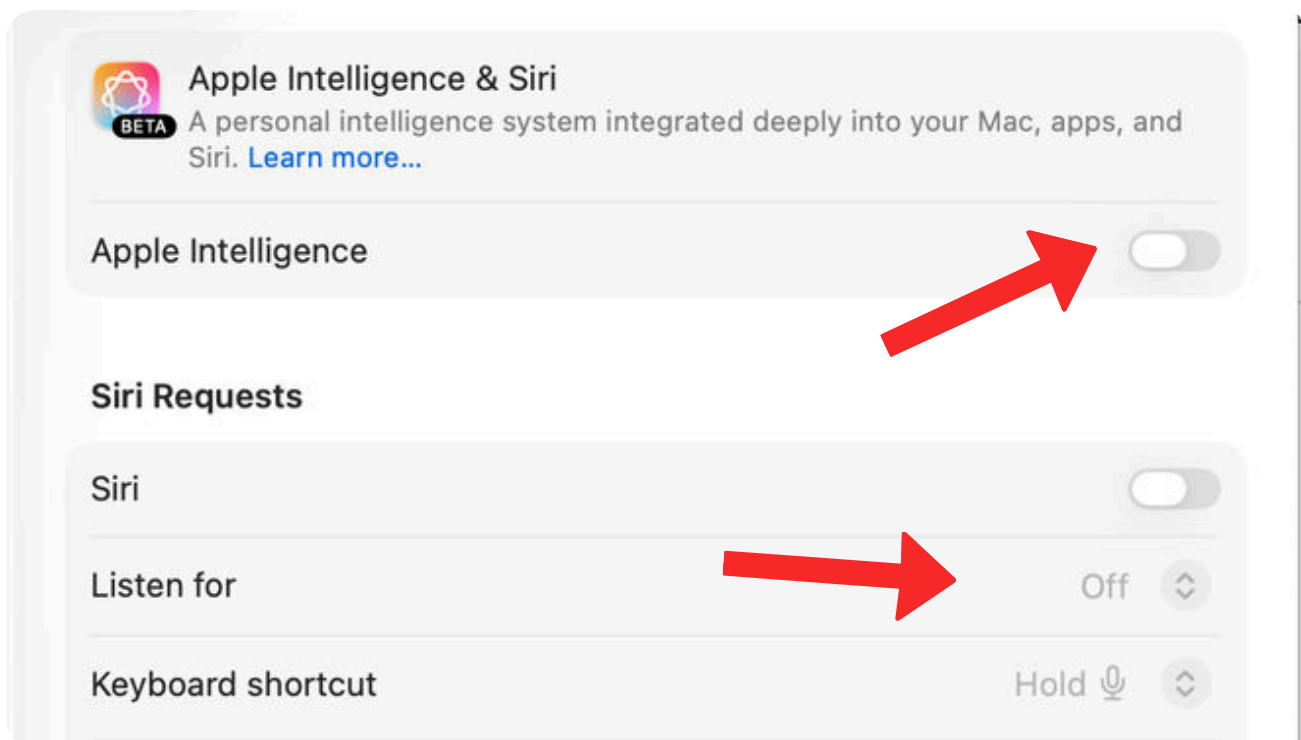 Apple Intelligence & Siri
BETA
A personal intelligence system integrated deeply into your Mac, apps, and
Siri. Learn more...
Apple Intelligence
Siri Requests
Siri
Listen for
Off
Keyboard shortcut
Hold